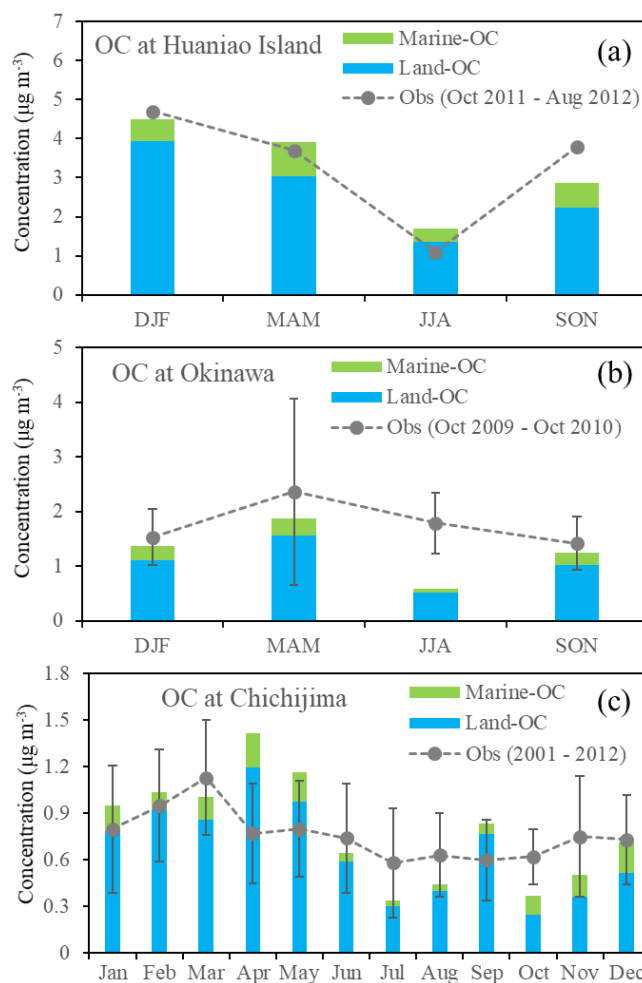 OC at Huaniao Island
(a)
Marine-OC
Land-OC
Obs (Oct 2011 - Aug 2012)
Concentration (μg m-3)
7
6
5
4
3
2
1
0
DJF MAM JJA SON
OC at Okinawa
(b)
Marine-OC
Land-OC
Obs (Oct 2009 - Oct 2010)
Concentration (μg m-3)
5
4
3
2
1
0
DJF MAM JJA SON
OC at Chichijima
(c)
Marine-OC
Land-OC
Obs (2001 - 2012)
Concentration (μg m-3)
1.8
1.5
1.2
0.9
0.6
0.3
0
Jan Feb Mar Apr May Jun Jul Aug Sep Oct Nov Dec